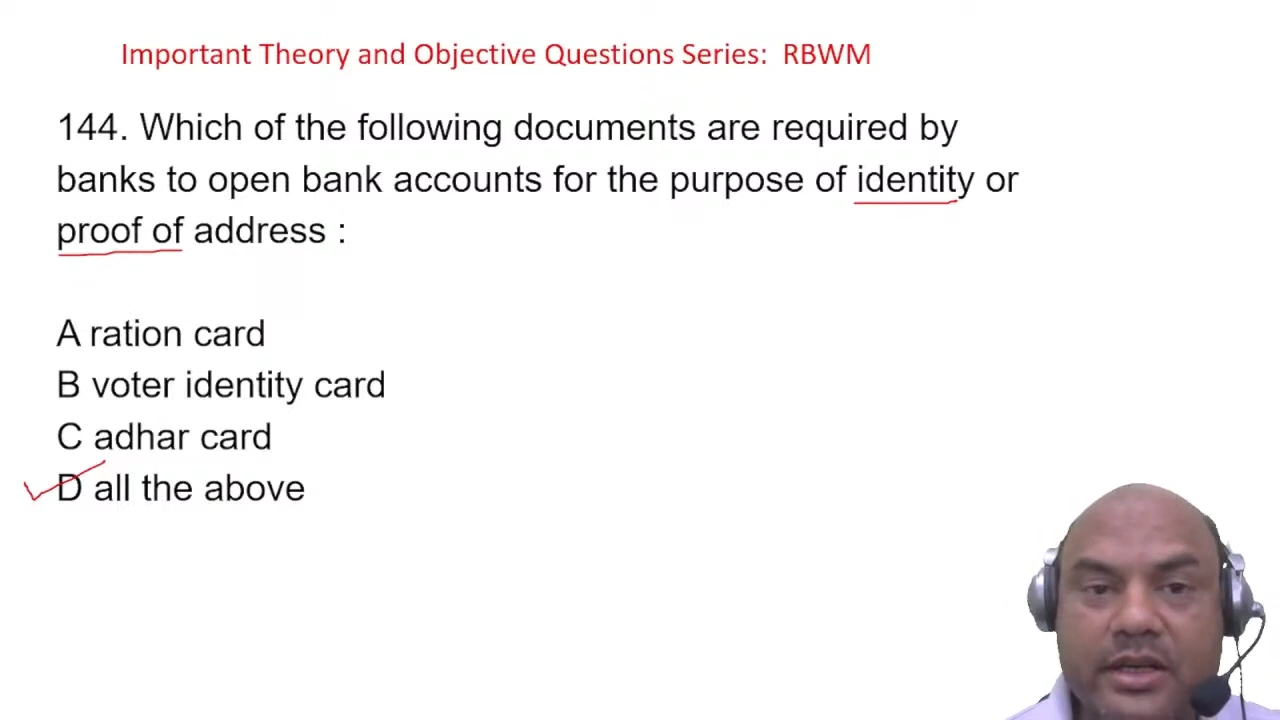 Important Theory and Objective Questions Series:  RBWM
144. Which of the following documents are required by
banks to open bank accounts for the purpose of identity or
proof of address :
A ration card
B voter identity card
C adhar card
D all the above